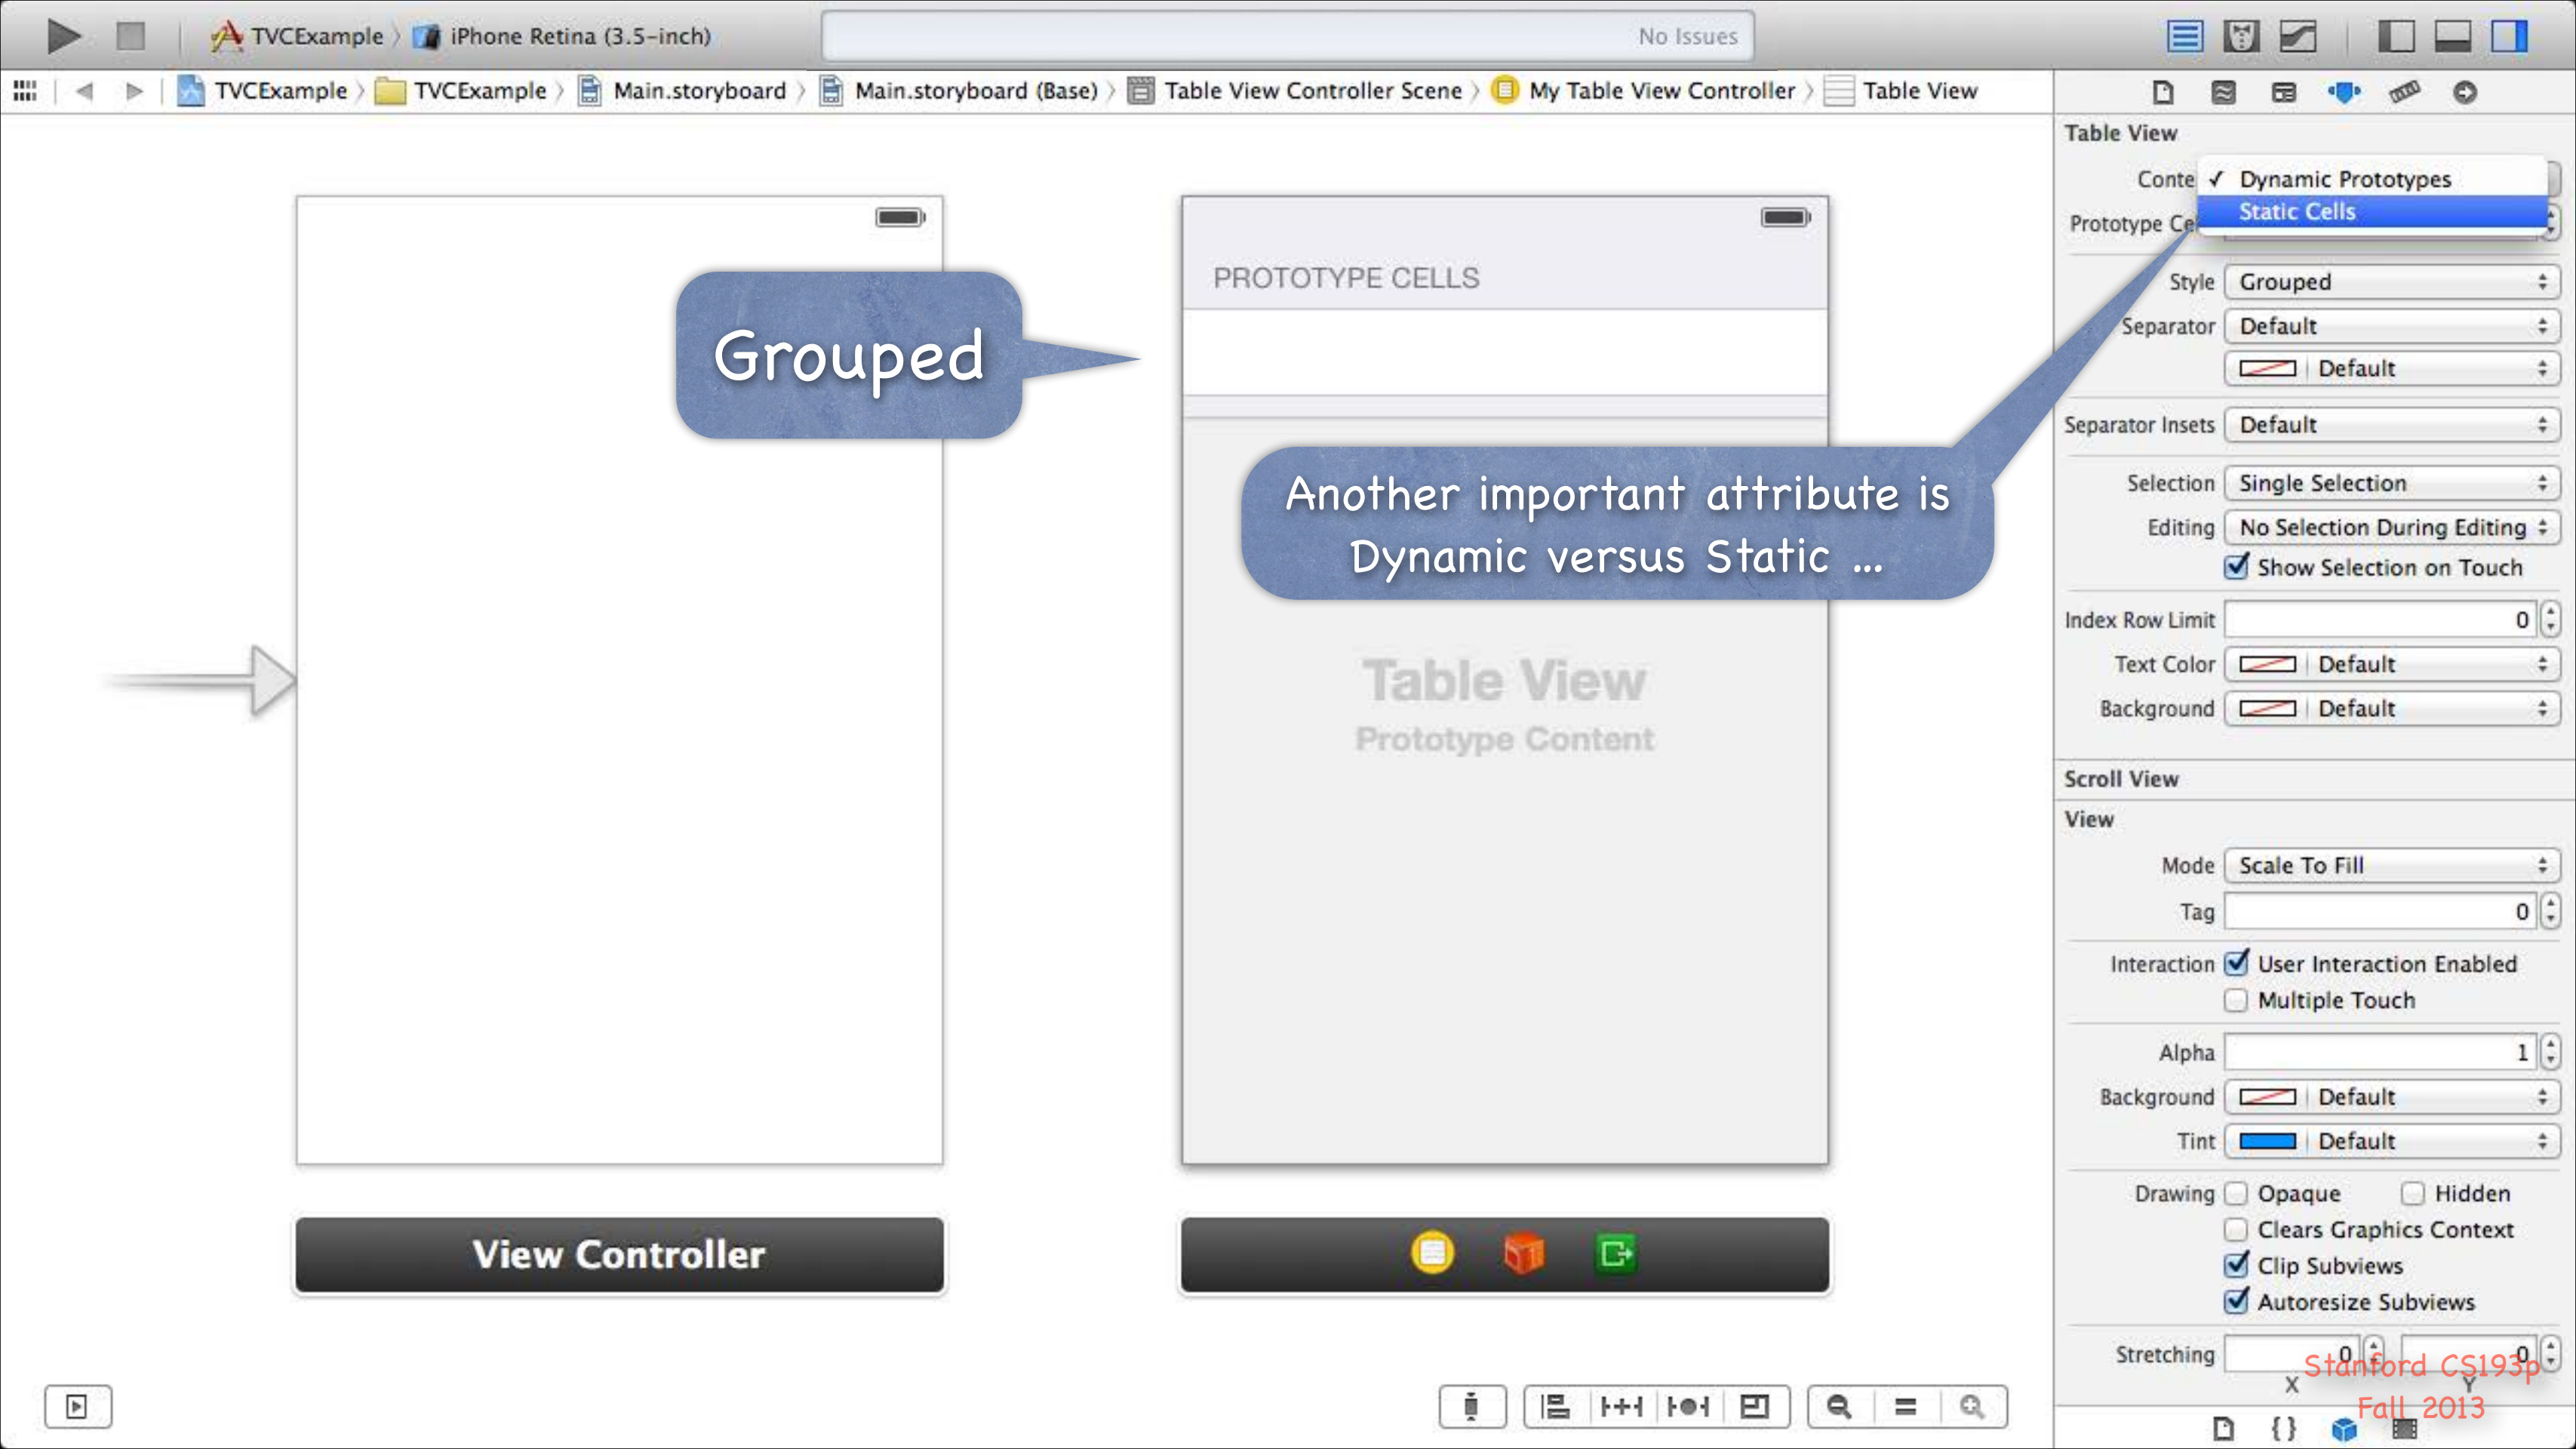 TVCExample iPhone Retina (3.5-inch) No Issues
TVCExample TVCExample Main.storyboard Main.storyboard (Base) Table View Controller Scene My Table View Controller Table View
Table View
Conte ✓ Dynamic Prototypes
Static Cells
Prototype Ce
PROTOTYPE CELLS
Style Grouped
Separator Default
Default
Grouped
Separator Insets Default
Another important attribute is
Dynamic versus Static ...
Selection Single Selection
Editing No Selection During Editing
Show Selection on Touch
Index Row Limit 0
Text Color Default
Background Default
Table View
Prototype Content
Scroll View
View
Mode Scale To Fill
Tag 0
Interaction User Interaction Enabled
Multiple Touch
Alpha 1
Background Default
Tint Default
Drawing Opaque Hidden
Clears Graphics Context
Clip Subviews
Autoresize Subviews
View Controller
Stretching 0 0
X Y
Stanford CS193p
Fall 2013
{ }